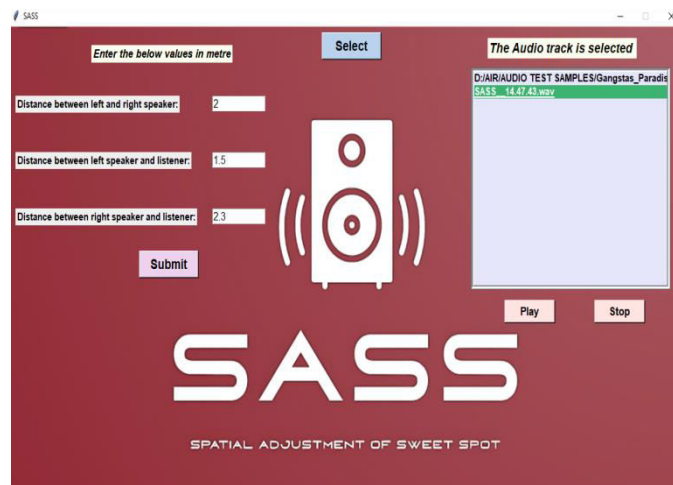 SASS
Enter the below values in metre
Select
The Audio track is selected
D:/AIR/AUDIO TEST SAMPLES/Gangstas_Paradis
SASS__14.47.43.wav
Distance between left and right speaker:
2
Distance between left speaker and listener:
1.5
Distance between right speaker and listener:
2.3
Submit
Play
Stop
SASS
SPATIAL ADJUSTMENT OF SWEET SPOT